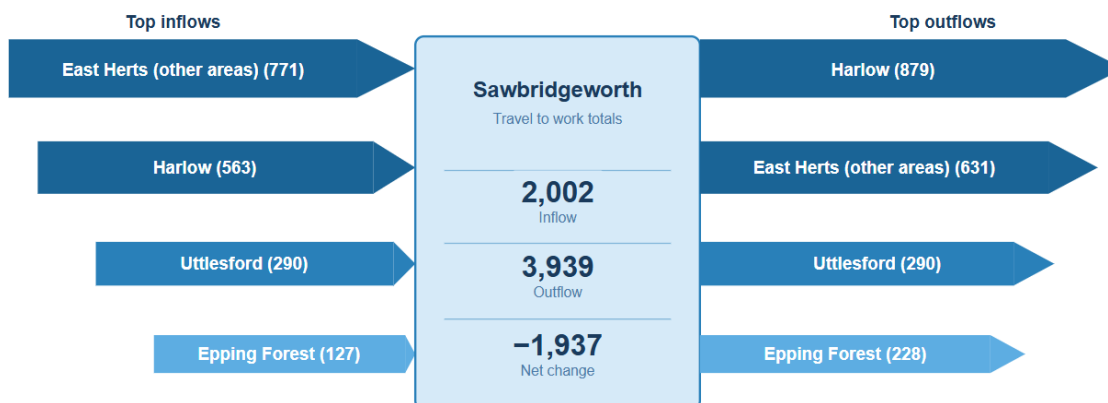 Top inflows
Top outflows
East Herts (other areas) (771)
Harlow (563)
Uttlesford (290)
Epping Forest (127)
Sawbridgeworth
Travel to work totals
2,002
Inflow
3,939
Outflow
−1,937
Net change
Harlow (879)
East Herts (other areas) (631)
Uttlesford (290)
Epping Forest (228)